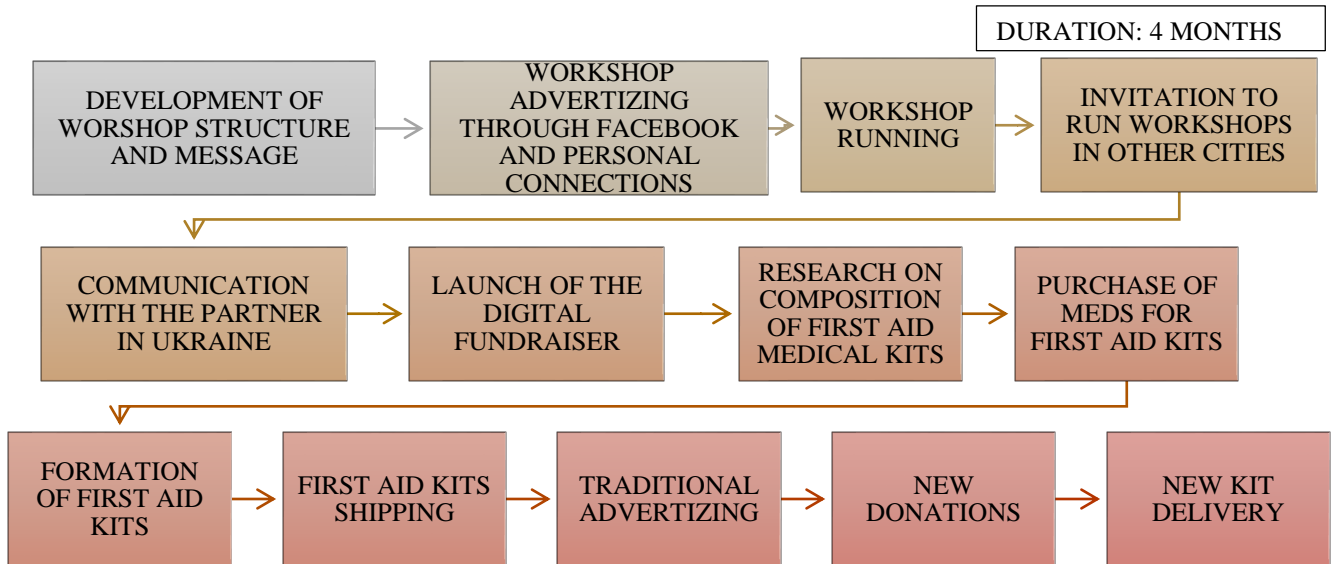 DURATION: 4 MONTHS
DEVELOPMENT OF
WORSHOP STRUCTURE
AND MESSAGE
WORKSHOP
ADVERTIZING
THROUGH FACEBOOK
AND PERSONAL
CONNECTIONS
WORKSHOP
RUNNING
INVITATION TO
RUN WORKSHOPS
IN OTHER CITIES
COMMUNICATION
WITH THE PARTNER
IN UKRAINE
LAUNCH OF THE
DIGITAL
FUNDRAISER
RESEARCH ON
COMPOSITION
OF FIRST AID
MEDICAL KITS
PURCHASE OF
MEDS FOR
FIRST AID KITS
FORMATION
OF FIRST AID
KITS
FIRST AID KITS
SHIPPING
TRADITIONAL
ADVERTIZING
NEW
DONATIONS
NEW KIT
DELIVERY